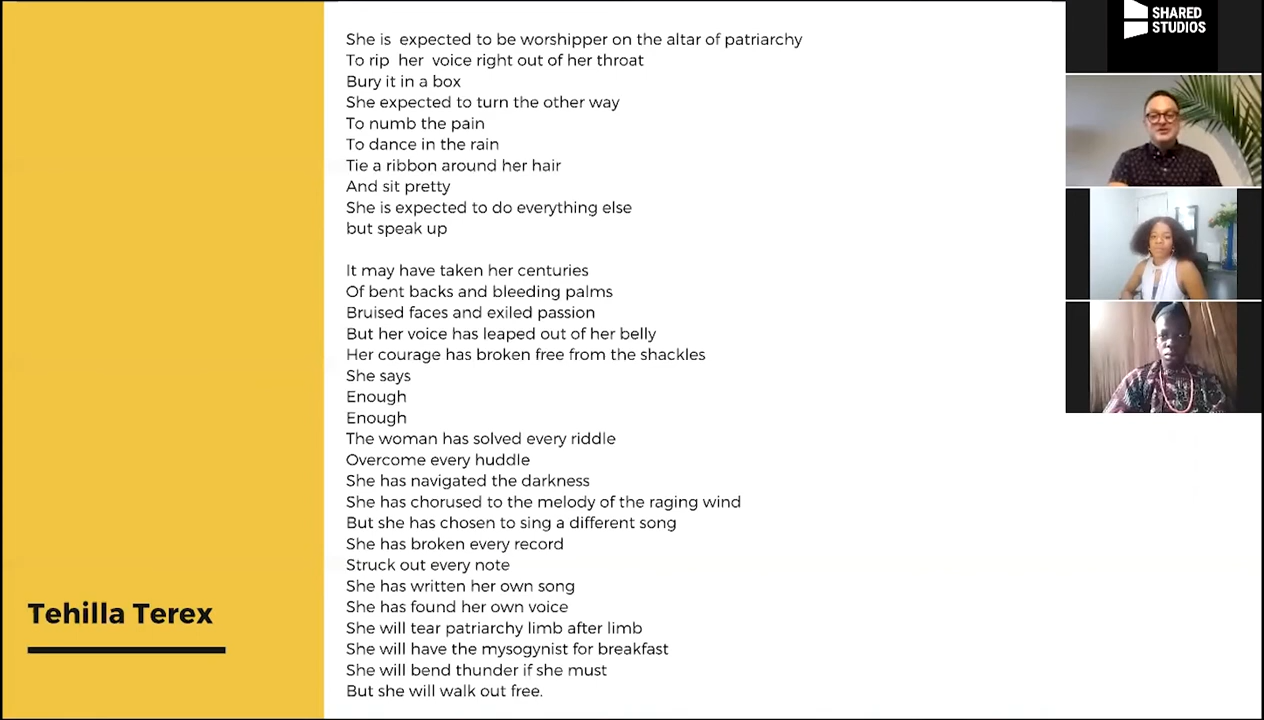 She is expected to be worshipper on the altar of patriarchy
To rip her voice right out of her throat
Bury it in a box
She expected to turn the other way
To numb the pain
To dance in the rain
Tie a ribbon around her hair
And sit pretty
She is expected to do everything else
but speak up
It may have taken her centuries
Of bent backs and bleeding palms
Bruised faces and exiled passion
But her voice has leaped out of her belly
Her courage has broken free from the shackles
She says
Enough
Enough
The woman has solved every riddle
Overcome every huddle
She has navigated the darkness
She has chorused to the melody of the raging wind
But she has chosen to sing a different song
She has broken every record
Struck out every note
She has written her own song
She has found her own voice
She will tear patriarchy limb after limb
She will have the mysogynist for breakfast
She will bend thunder if she must
But she will walk out free.
Tehilla Terex
SHARED
STUDIOS